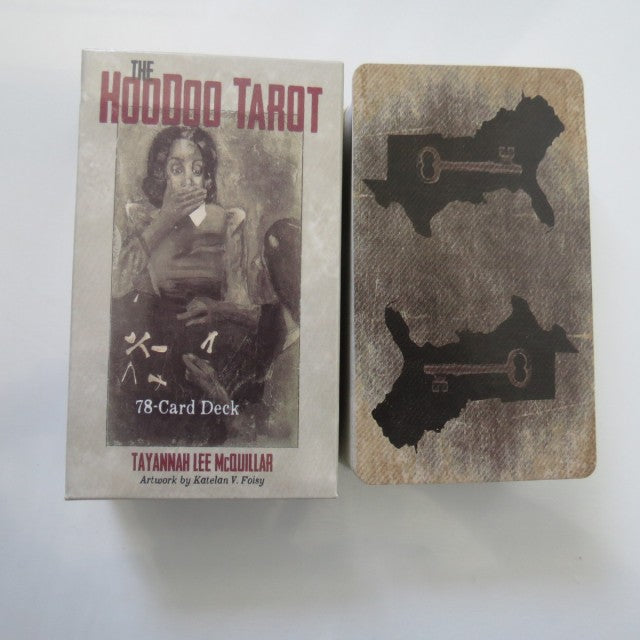 THE
HOODOO TAROT
78-Card Deck
TAYANNAH LEE MCQUILLAR
Artwork by Katelan V. Foisy